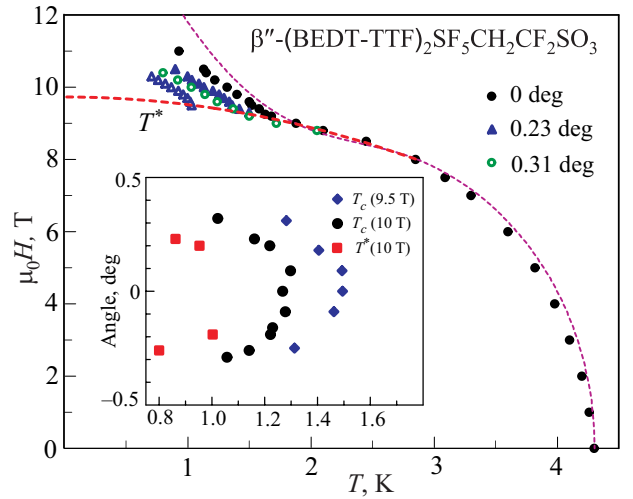 β″-(BEDT-TTF)₂SF₅CH₂CF₂SO₃
0 deg
0.23 deg
0.31 deg
T*
μ₀H, T
12
10
8
6
4
2
0
1
2
3
4
T, K
Angle, deg
0.5
0
–0.5
0.8
1.0
1.2
1.4
1.6
T_c (9.5 T)
T_c (10 T)
T* (10 T)